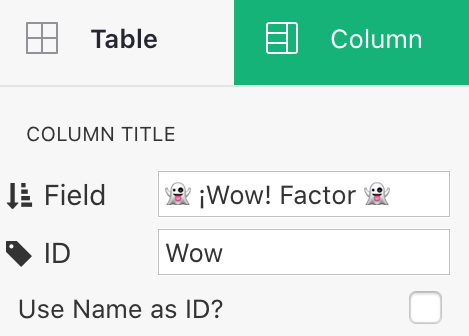 Table Column
COLUMN TITLE
Field 👻 ¡Wow! Factor 👻
ID Wow
Use Name as ID?